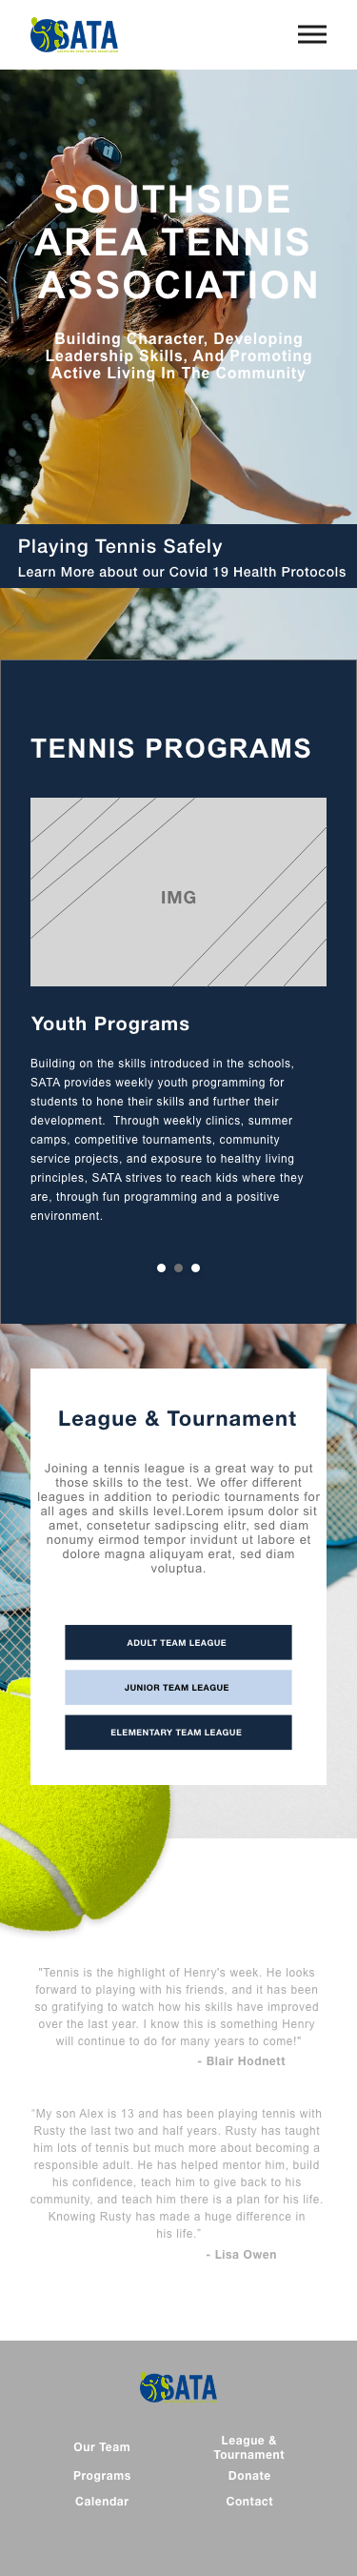 SATA
SOUTHSIDE
AREA TENNIS
ASSOCIATION
Building Character, Developing
Leadership Skills, And Promoting
Active Living In The Community
Playing Tennis Safely
Learn More about our Covid 19 Health Protocols
TENNIS PROGRAMS
IMG
Youth Programs
Building on the skills introduced in the schools,
SATA provides weekly youth programming for
students to hone their skills and further their
development.  Through weekly clinics, summer
camps, competitive tournaments, community
service projects, and exposure to healthy living
principles, SATA strives to reach kids where they
are, through fun programming and a positive
environment.
League & Tournament
Joining a tennis league is a great way to put
those skills to the test. We offer different
leagues in addition to periodic tournaments for
all ages and skills level.Lorem ipsum dolor sit
amet, consetetur sadipscing elitr, sed diam
nonumy eirmod tempor invidunt ut labore et
dolore magna aliquyam erat, sed diam
voluptua.
ADULT TEAM LEAGUE
JUNIOR TEAM LEAGUE
ELEMENTARY TEAM LEAGUE
"Tennis is the highlight of Henry's week. He looks
forward to playing with his friends, and it has been
so gratifying to watch how his skills have improved
over the last year. I know this is something Henry
will continue to do for many years to come!"
- Blair Hodnett
“My son Alex is 13 and has been playing tennis with
Rusty the last two and half years. Rusty has taught
him lots of tennis but much more about becoming a
responsible adult. He has helped mentor him, build
his confidence, teach him to give back to his
community, and teach him there is a plan for his life.
Knowing Rusty has made a huge difference in
his life.”
- Lisa Owen
SATA
Our Team
League &
Tournament
Programs
Donate
Calendar
Contact